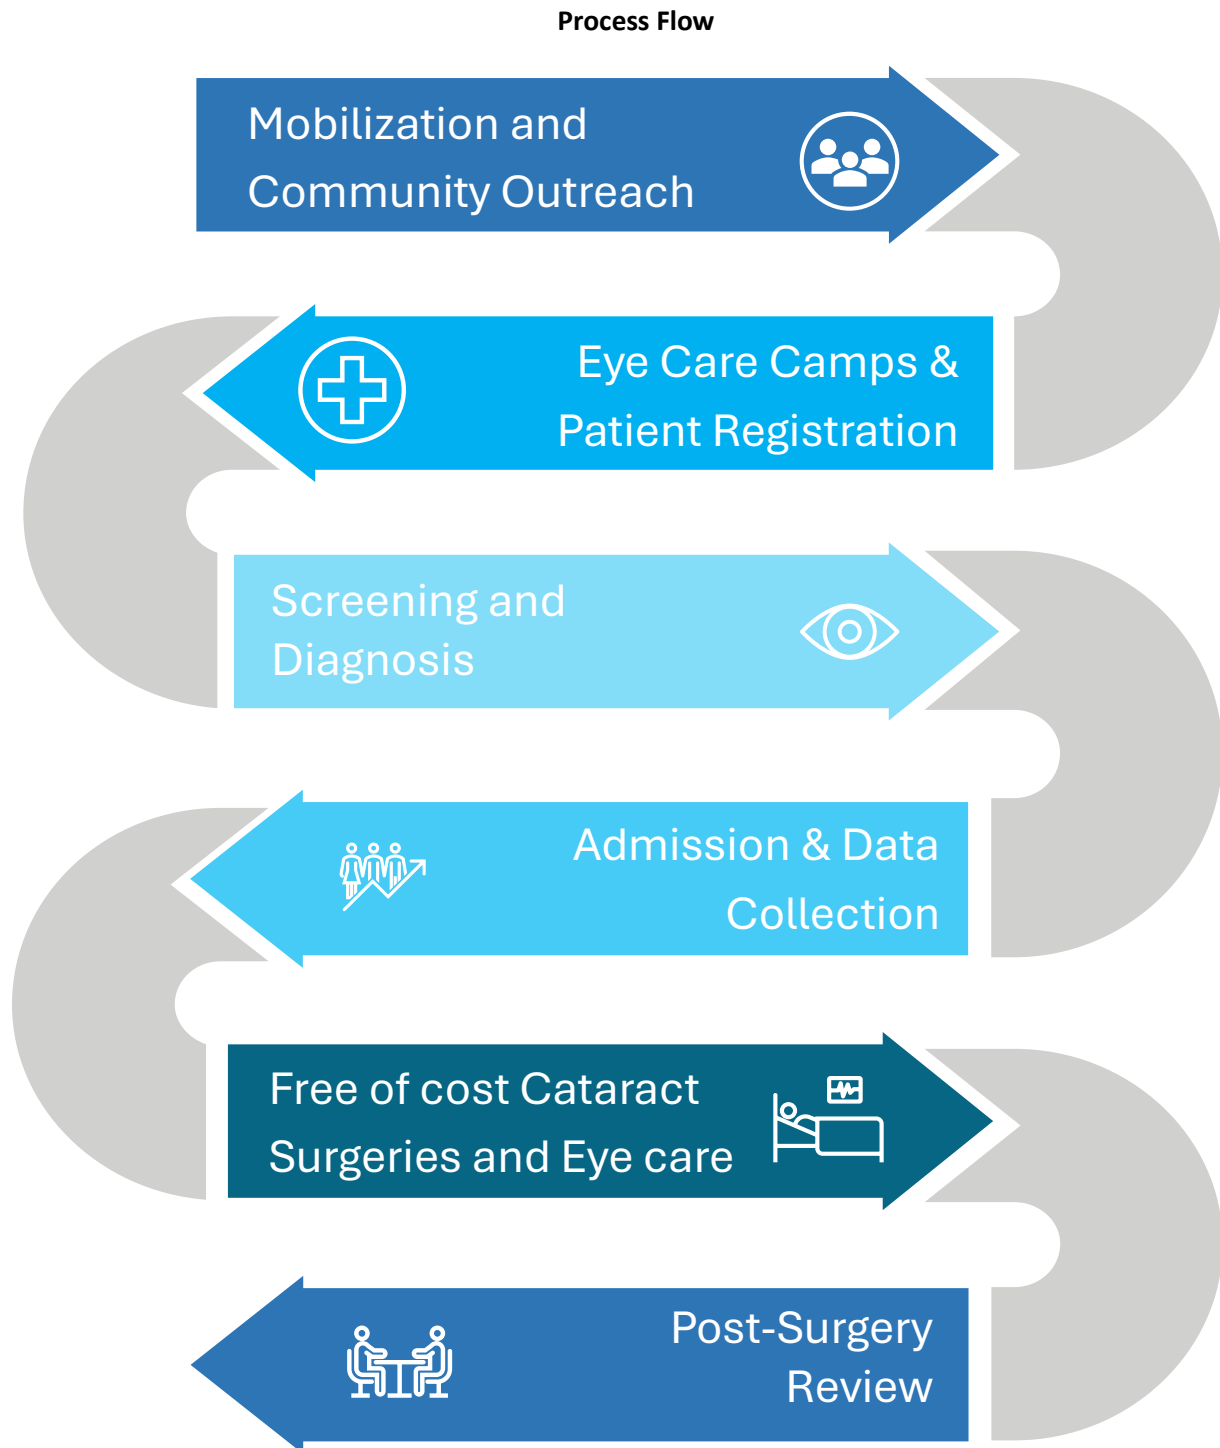 Process Flow
Mobilization and
Community Outreach
Eye Care Camps &
Patient Registration
Screening and
Diagnosis
Admission & Data
Collection
Free of cost Cataract
Surgeries and Eye care
Post-Surgery
Review